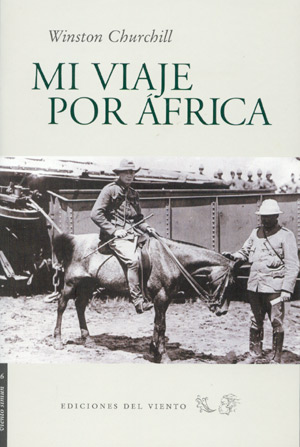 Winston Churchill
MI VIAJE
POR ÁFRICA
EDICIONES DEL VIENTO